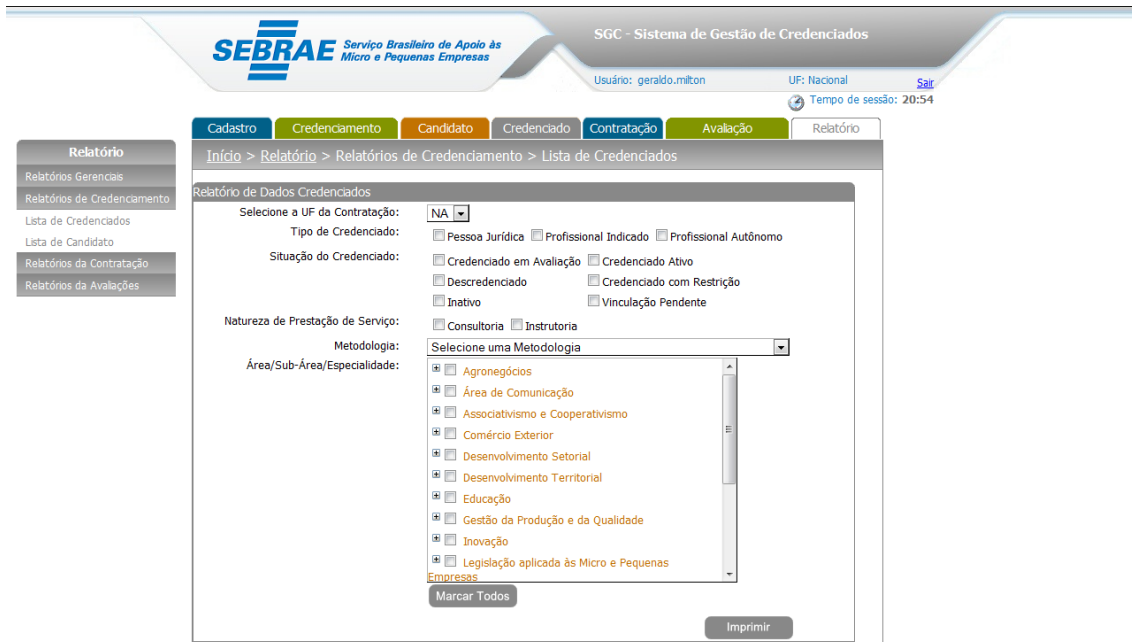 SEBRAE Serviço Brasileiro de Apoio às
Micro e Pequenas Empresas
SGC - Sistema de Gestão de Credenciados
Usuário: geraldo.milton UF: Nacional Sair
Tempo de sessão: 20:54
Cadastro Credenciamento Candidato Credenciado Contratação Avaliação Relatório
Início > Relatório > Relatórios de Credenciamento > Lista de Credenciados
Relatório
Relatórios Gerenciais
Relatórios de Credenciamento
Lista de Credenciados
Lista de Candidato
Relatórios da Contratação
Relatórios da Avaliações
Relatório de Dados Credenciados
Selecione a UF da Contratação: NA
Tipo de Credenciado: Pessoa Jurídica Profissional Indicado Profissional Autônomo
Situação do Credenciado: Credenciado em Avaliação Credenciado Ativo
Descredenciado Credenciado com Restrição
Inativo Vinculação Pendente
Natureza de Prestação de Serviço: Consultoria Instrutoria
Metodologia: Selecione uma Metodologia
Área/Sub-Área/Especialidade:
Agronegócios
Área de Comunicação
Associativismo e Cooperativismo
Comércio Exterior
Desenvolvimento Setorial
Desenvolvimento Territorial
Educação
Gestão da Produção e da Qualidade
Inovação
Legislação aplicada às Micro e Pequenas
Empresas
Marcar Todos
Imprimir